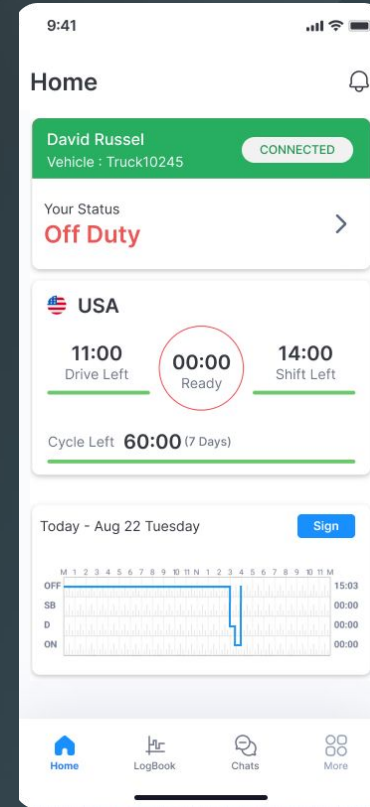 9:41
Home
David Russel
Vehicle : Truck10245
CONNECTED
Your Status
Off Duty
USA
11:00
Drive Left
00:00
Ready
14:00
Shift Left
Cycle Left 60:00 (7 Days)
Today - Aug 22 Tuesday
Sign
M 1 2 3 4 5 6 7 8 9 10 11 N 1 2 3 4 5 6 7 8 9 10 11 M
OFF 15:03
SB 00:00
D 00:00
ON 00:00
Home LogBook Chats More